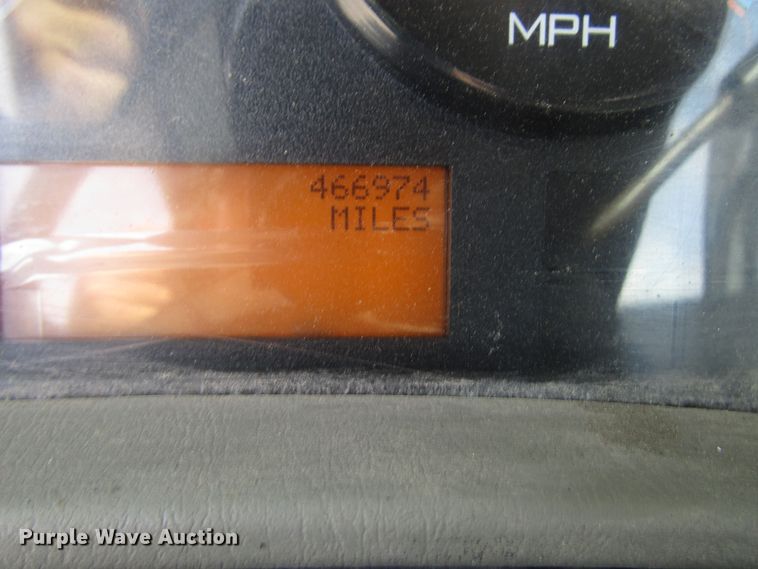 MPH
466974
MILES
Purple Wave Auction